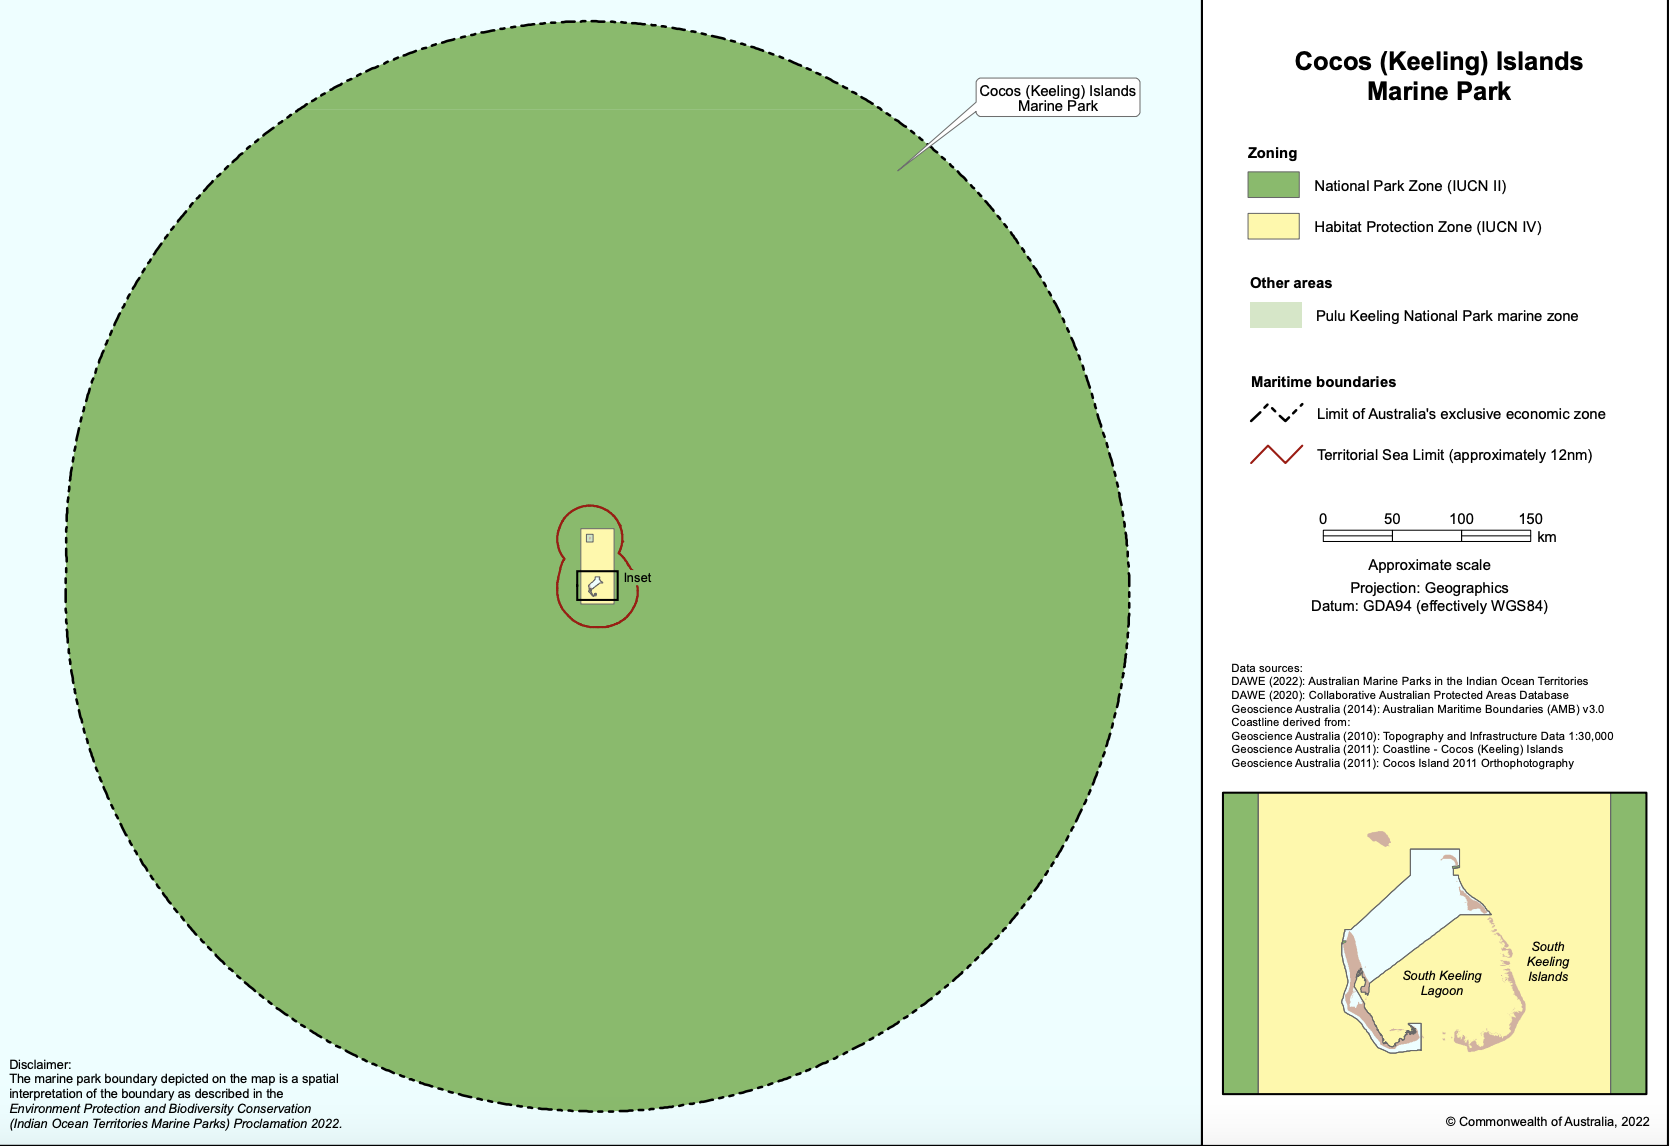 Cocos (Keeling) Islands
Marine Park
Inset
Disclaimer:
The marine park boundary depicted on the map is a spatial
interpretation of the boundary as described in the
Environment Protection and Biodiversity Conservation
(Indian Ocean Territories Marine Parks) Proclamation 2022.
Cocos (Keeling) Islands
Marine Park
Zoning
National Park Zone (IUCN II)
Habitat Protection Zone (IUCN IV)
Other areas
Pulu Keeling National Park marine zone
Maritime boundaries
Limit of Australia's exclusive economic zone
Territorial Sea Limit (approximately 12nm)
0 50 100 150
km
Approximate scale
Projection: Geographics
Datum: GDA94 (effectively WGS84)
Data sources:
DAWE (2022): Australian Marine Parks in the Indian Ocean Territories
DAWE (2020): Collaborative Australian Protected Areas Database
Geoscience Australia (2014): Australian Maritime Boundaries (AMB) v3.0
Coastline derived from:
Geoscience Australia (2010): Topography and Infrastructure Data 1:30,000
Geoscience Australia (2011): Coastline - Cocos (Keeling) Islands
Geoscience Australia (2011): Cocos Island 2011 Orthophotography
South
Keeling
Islands
South Keeling
Lagoon
© Commonwealth of Australia, 2022